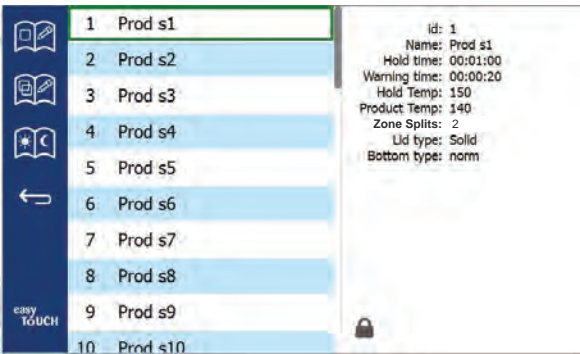 1 Prod s1
2 Prod s2
3 Prod s3
4 Prod s4
5 Prod s5
6 Prod s6
7 Prod s7
8 Prod s8
9 Prod s9
10 Prod s10
easy
TOUCH
Id: 1
Name: Prod s1
Hold time: 00:01:00
Warning time: 00:00:20
Hold Temp: 150
Product Temp: 140
Zone Splits: 2
Lid type: Solid
Bottom type: norm